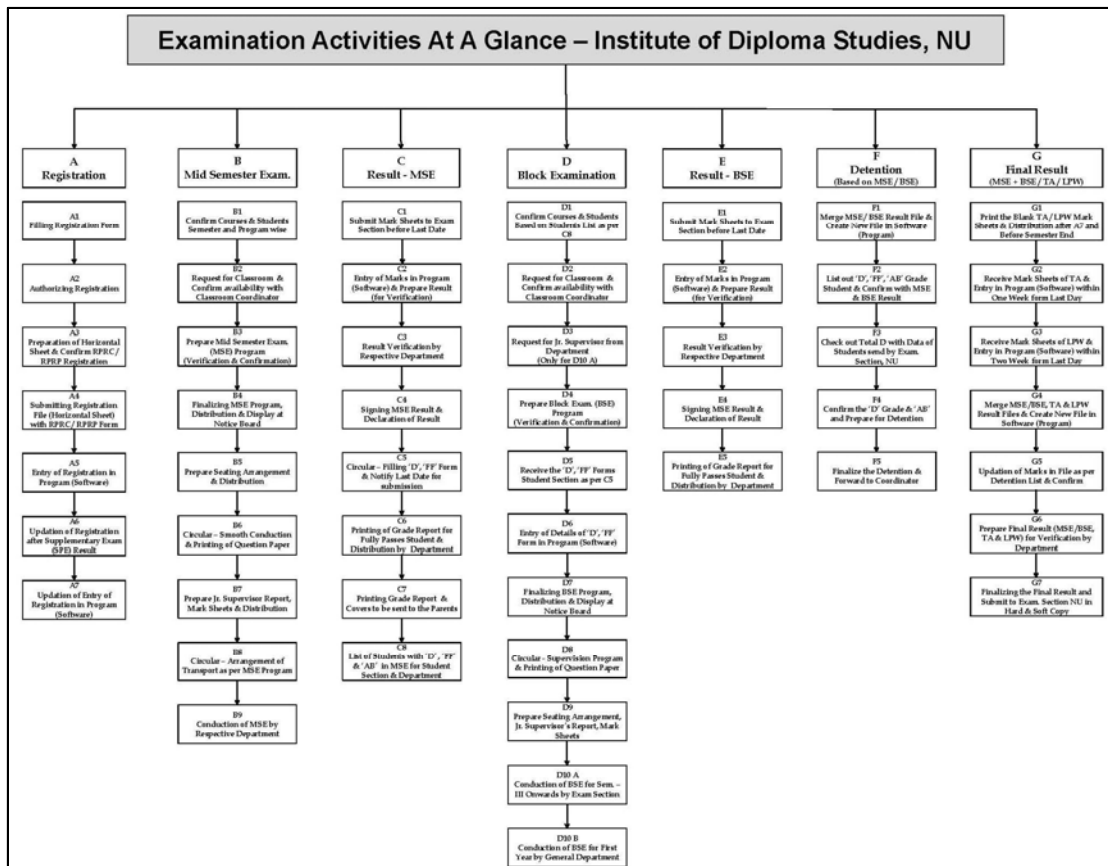 Examination Activities At A Glance – Institute of Diploma Studies, NU
A
Registration
A1
Filling Registration Form
A2
Authorizing Registration
A3
Preparation of Horizontal
Sheet & Confirm RPRC/
RPRP Registration
A4
Submitting Registration
File (Horizontal Sheet)
with RPRC/ RPRP Form
A5
Entry of Registration in
Program (Software)
A6
Updation of Registration
after Supplementary Exam
(SPE) Result
A7
Updation of Entry of
Registration in Program
(Software)
B
Mid Semester Exam.
B1
Confirm Courses & Students
Semester and Program wise
B2
Request for Classroom &
Confirm availability with
Classroom Coordinator
B3
Prepare Mid Semester Exam.
(MSE) Program
(Verification & Confirmation)
B4
Finalizing MSE Program,
Distribution & Display at
Notice Board
B5
Prepare Seating Arrangement
& Distribution
B6
Circular – Smooth Conduction
& Printing of Question Paper
B7
Prepare Jr. Supervisor Report,
Mark Sheets & Distribution
B8
Circular – Arrangement of
Transport as per MSE Program
B9
Conduction of MSE by
Respective Department
C
Result - MSE
C1
Submit Mark Sheets to Exam
Section before Last Date
C2
Entry of Marks in Program
(Software) & Prepare Result
(for Verification)
C3
Result Verification by
Respective Department
C4
Signing MSE Result &
Declaration of Result
C5
Circular – Filling 'D', 'FF' Form
& Notify Last Date for
submission
C6
Printing of Grade Report for
Fully Passes Student &
Distribution by Department
C7
Printing Grade Report &
Covers to be sent to the Parents
C8
List of Students with 'D', 'FF'
& 'AB' in MSE for Student
Section & Department
D
Block Examination
D1
Confirm Courses & Students
Based on Students List as per
C8
D2
Request for Classroom &
Confirm availability with
Classroom Coordinator
D3
Request for Jr. Supervisor from
Department
(Only for D10 A)
D4
Prepare Block Exam. (BSE)
Program
(Verification & Confirmation)
D5
Receive the 'D', 'FF' Forms
Student Section as per C5
D6
Entry of Details of 'D', 'FF'
Form in Program (Software)
D7
Finalizing BSE Program,
Distribution & Display at
Notice Board
D8
Circular - Supervision Program
& Printing of Question Paper
D9
Prepare Seating Arrangement,
Jr. Supervisor's Report, Mark
Sheets
D10 A
Conduction of BSE for Sem. –
III Onwards by Exam Section
D10 B
Conduction of BSE for First
Year by General Department
E
Result - BSE
E1
Submit Mark Sheets to Exam
Section before Last Date
E2
Entry of Marks in Program
(Software) & Prepare Result
(for Verification)
E3
Result Verification by
Respective Department
E4
Signing MSE Result &
Declaration of Result
E5
Printing of Grade Report for
Fully Passes Student &
Distribution by Department
F
Detention
(Based on MSE/ BSE)
F1
Merge MSE/ BSE Result File &
Create New File in Software
(Program)
F2
List out 'D', 'FF', 'AB' Grade
Student & Confirm with MSE
& BSE Result
F3
Check out Total D with Data of
Students send by Exam.
Section, NU
F4
Confirm the 'D' Grade & 'AB'
and Prepare for Detention
F5
Finalize the Detention &
Forward to Coordinator
G
Final Result
(MSE + BSE/ TA/ LPW)
G1
Print the Blank TA/ LPW Mark
Sheets & Distribution after A7 and
Before Semester End
G2
Receive Mark Sheets of TA &
Entry in Program (Software) within
One Week form Last Day
G3
Receive Mark Sheets of LPW &
Entry in Program (Software) within
Two Week form Last Day
G4
Merge MSE/BSE, TA & LPW
Result Files & Create New File in
Software (Program)
G5
Updation of Marks in File as per
Detention List & Confirm
G6
Prepare Final Result (MSE/BSE,
TA & LPW) for Verification by
Department
G7
Finalizing the Final Result and
Submit to Exam. Section NU in
Hard & Soft Copy